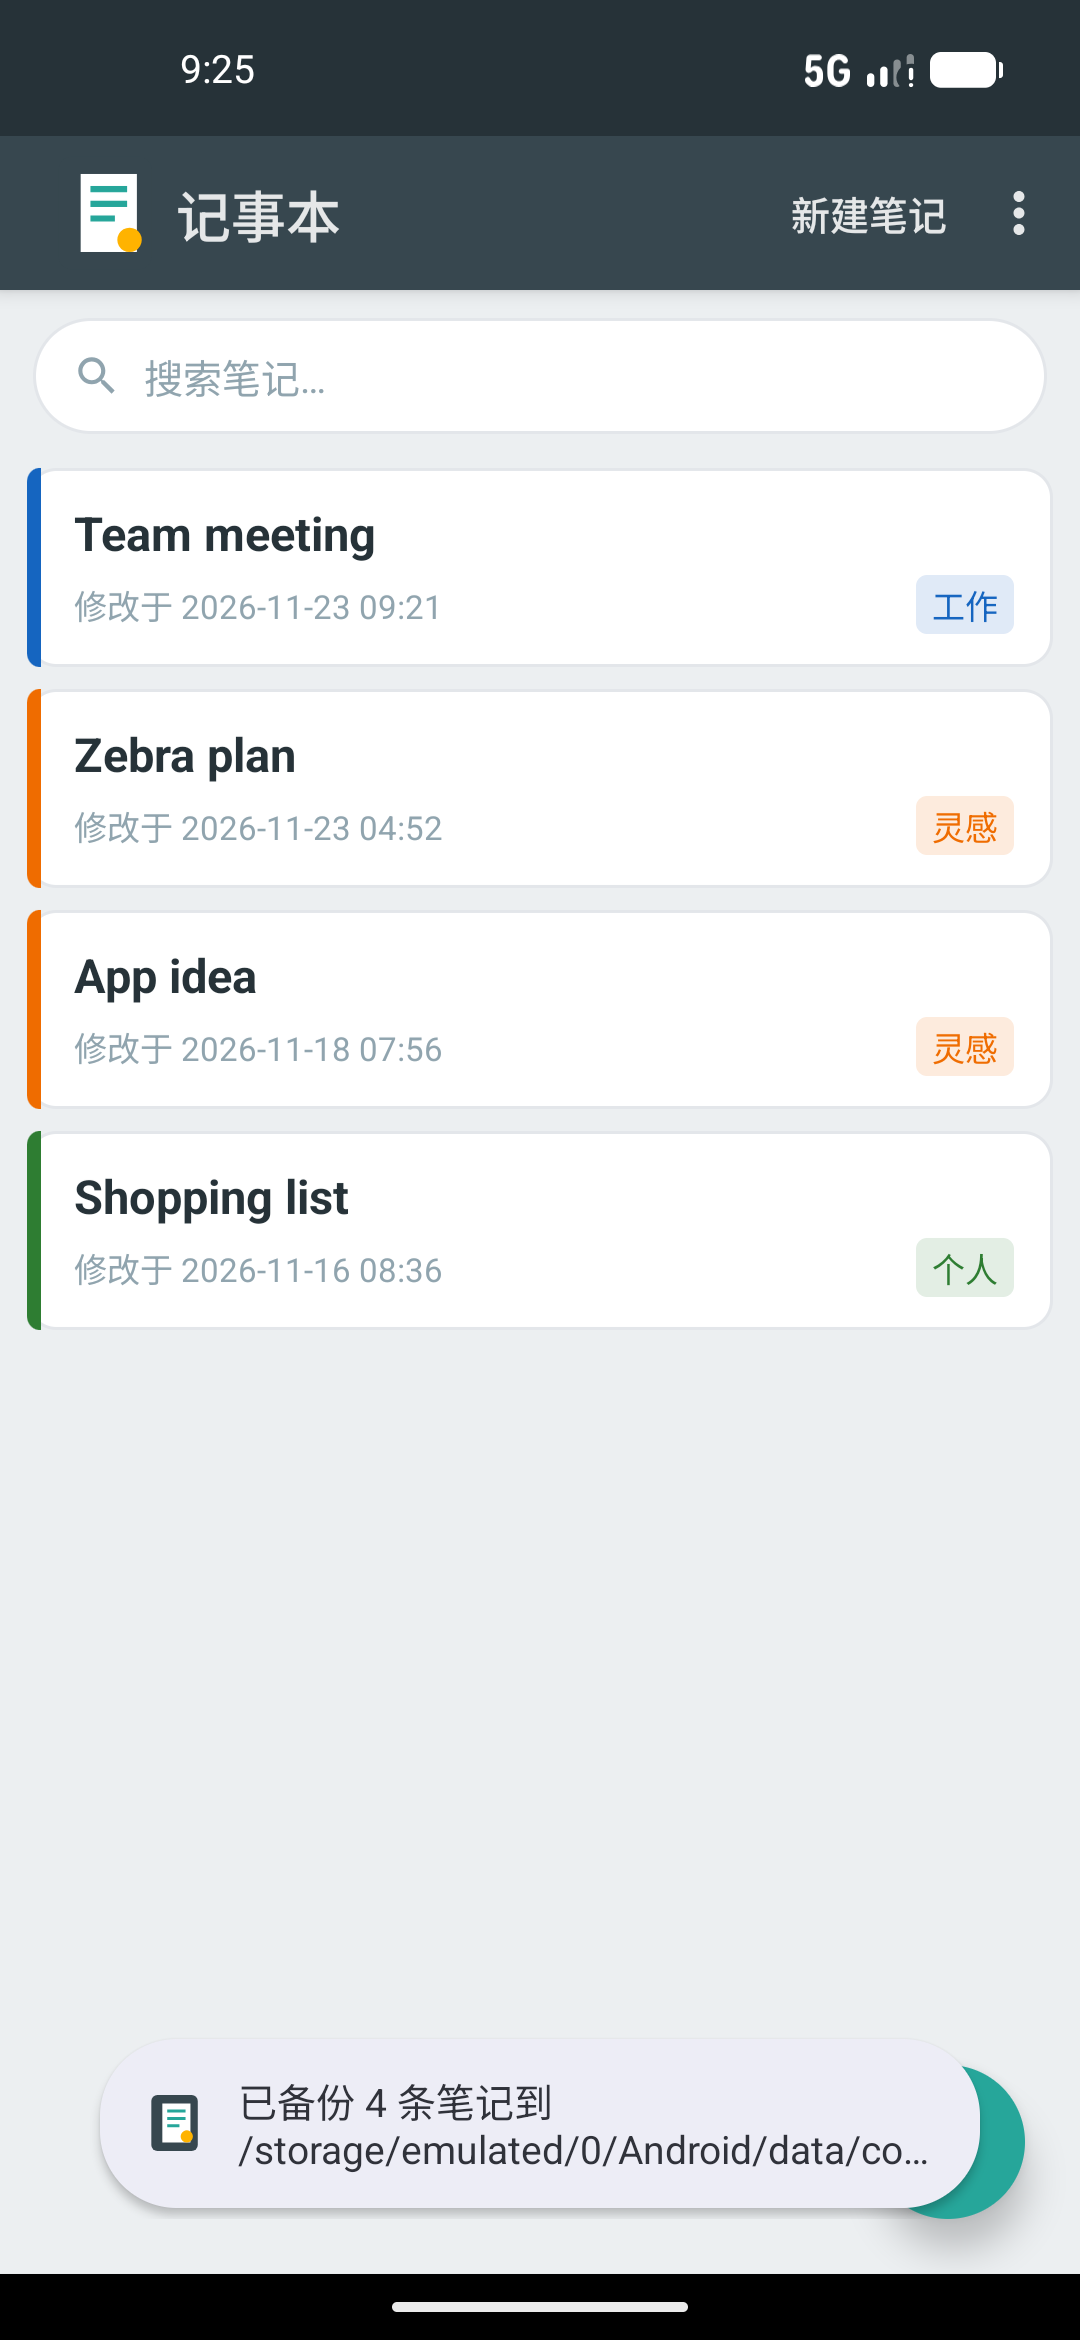 9:25
5G
记事本
新建笔记
搜索笔记...
Team meeting
修改于 2026-11-23 09:21
工作
Zebra plan
修改于 2026-11-23 04:52
灵感
App idea
修改于 2026-11-18 07:56
灵感
Shopping list
修改于 2026-11-16 08:36
个人
已备份 4 条笔记到
/storage/emulated/0/Android/data/co...